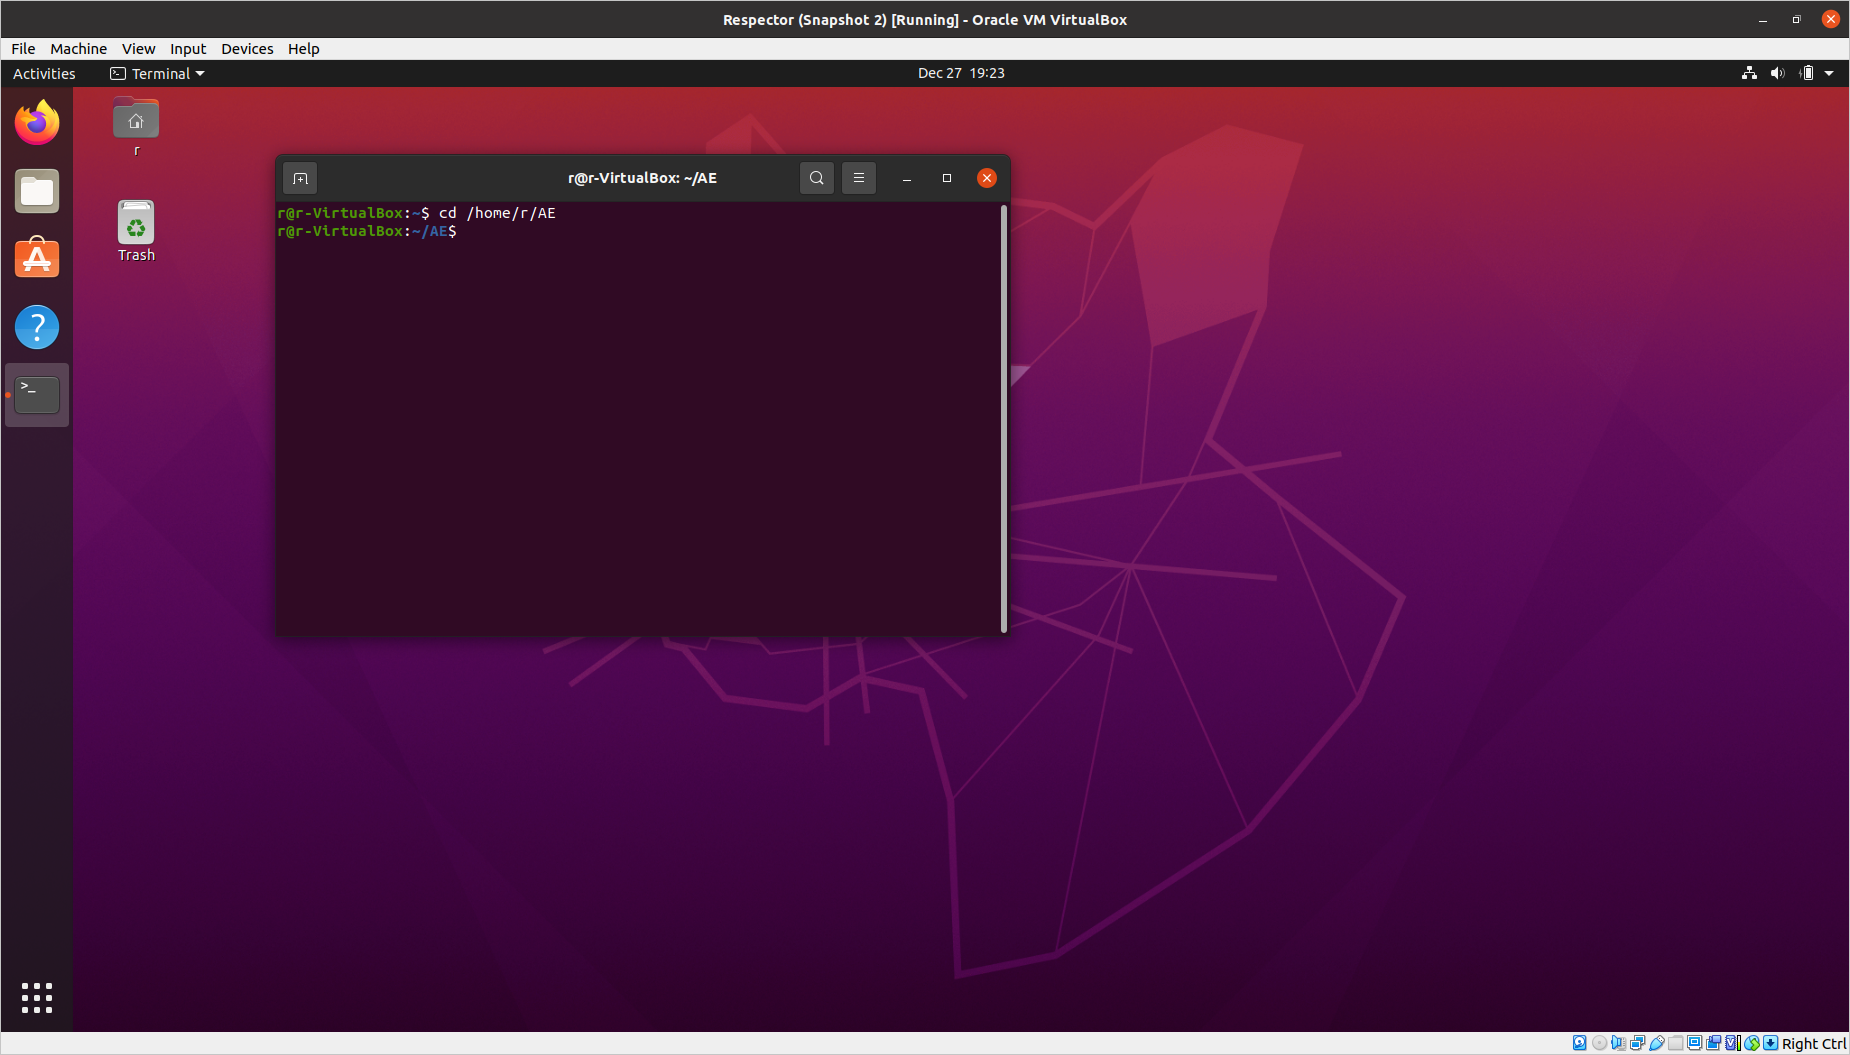 Respector (Snapshot 2) [Running] - Oracle VM VirtualBox
File Machine View Input Devices Help
Activities Terminal Dec 27 19:23
r
Trash
r@r-VirtualBox: ~/AE
r@r-VirtualBox:~$ cd /home/r/AE
r@r-VirtualBox:~/AE$
>_
Right Ctrl